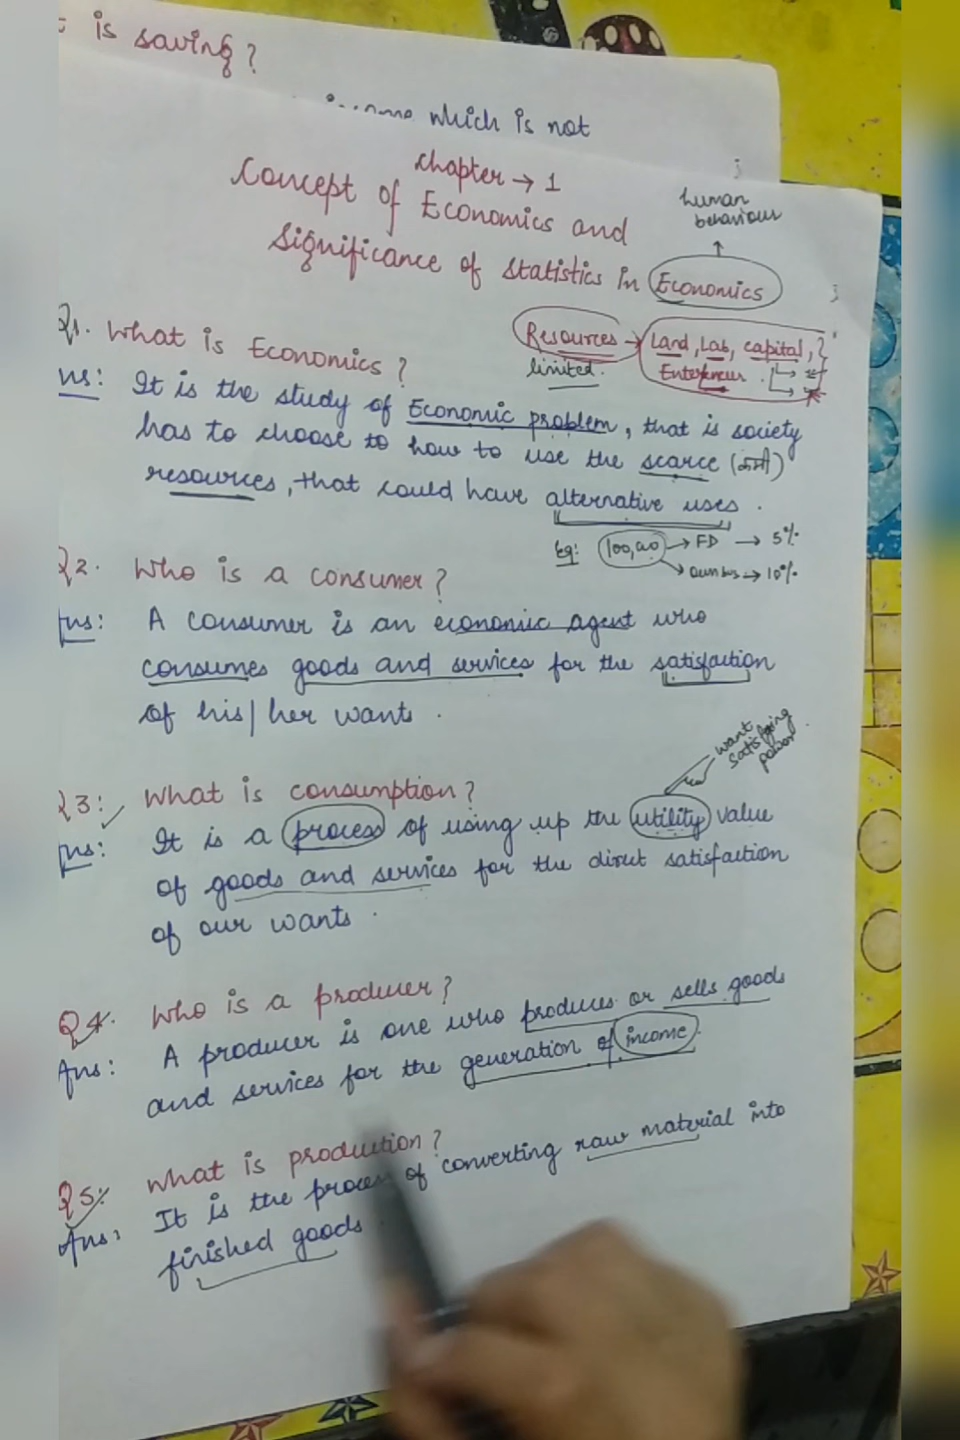 is saving?
income which is not
Chapter → 1
Concept of Economics and
Significance of Statistics in Economics
human
behaviour
Resources → Land, Lab, capital,
limited.
Q1. What is Economics?
ns: It is the study of Economic problem, that is society
has to choose to how to use the scarce (कमी)
resources, that could have alternative uses.
Eg: 100,000 → FD → 5%
→ own bus → 10%
Q2. Who is a consumer?
Ans: A consumer is an economic agent who
consumes goods and services for the satisfaction
of his/her wants.
want
satisfying
power
Q3: What is consumption?
ns: It is a process of using up the utility value
of goods and services for the direct satisfaction
of our wants.
Q4. Who is a producer?
Ans: A producer is one who produces or sells goods
and services for the generation of income.
Q5: What is production?
Ans: It is the process of converting raw material into
finished goods.